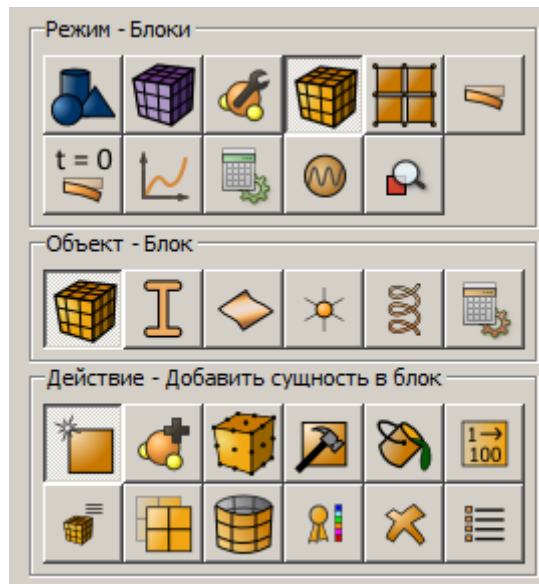 Режим - Блоки
t = 0
Объект - Блок
Действие - Добавить сущность в блок
1→
100